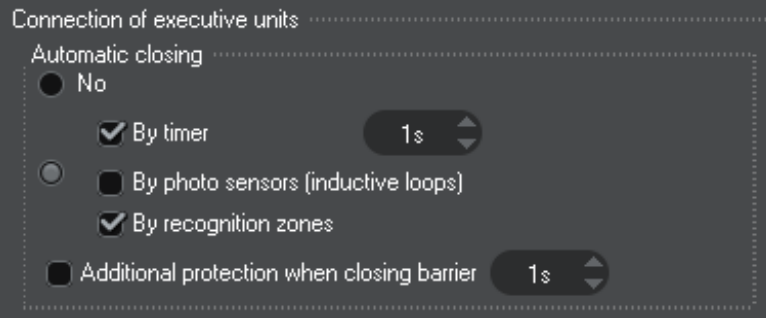 Connection of executive units
Automatic closing
No
By timer 1s
By photo sensors (inductive loops)
By recognition zones
Additional protection when closing barrier 1s